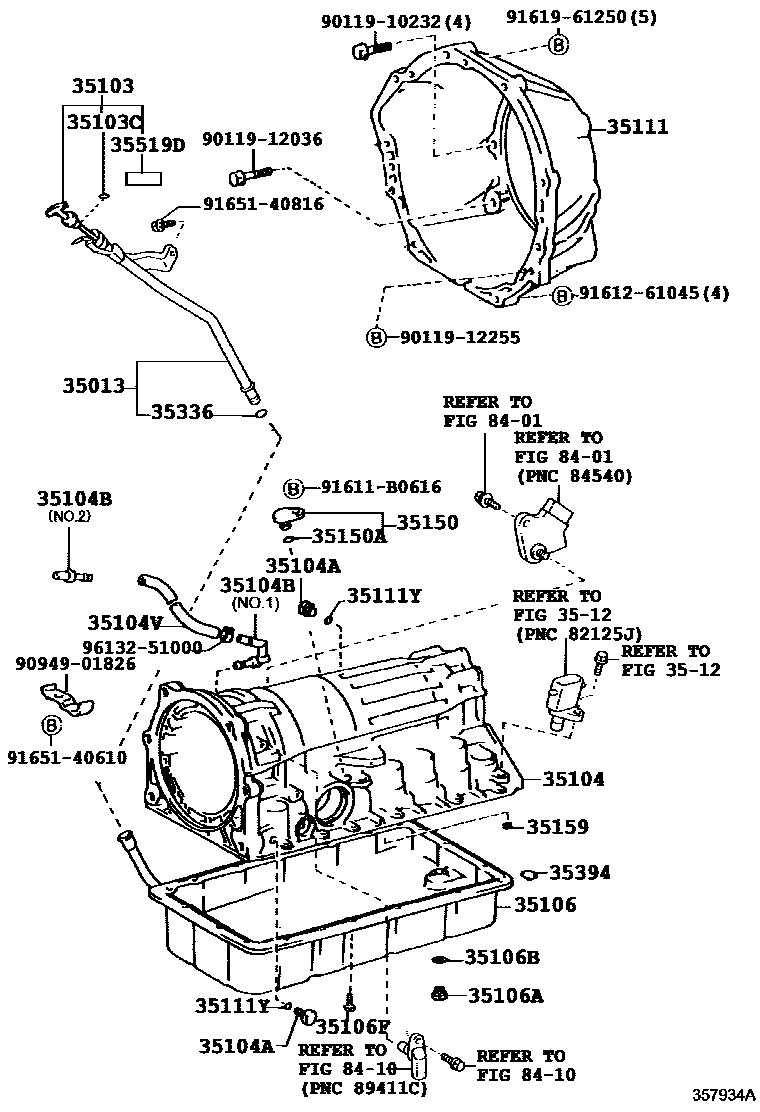 90119-10232(4)
91619-61250(5)
B
35103
35103C
35519D
90119-12036
35111
91651-40816
B
91612-61045(4)
B
90119-12255
35013
35336
REFER TO
FIG 84-01
REFER TO
FIG 84-01
(PNC 84540)
35104B
(NO.2)
B
91611-B0616
35150
35150A
35104A
35104B
(NO.1)
35111Y
REFER TO
FIG 35-12
(PNC 82125J)
35104V
96132-51000
REFER TO
FIG 35-12
90949-01826
B
91651-40610
35104
35159
35394
35106
35106B
35106A
35111Y
35104A
35106F
REFER TO
FIG 84-10
(PNC 89411C)
REFER TO
FIG 84-10
357934A